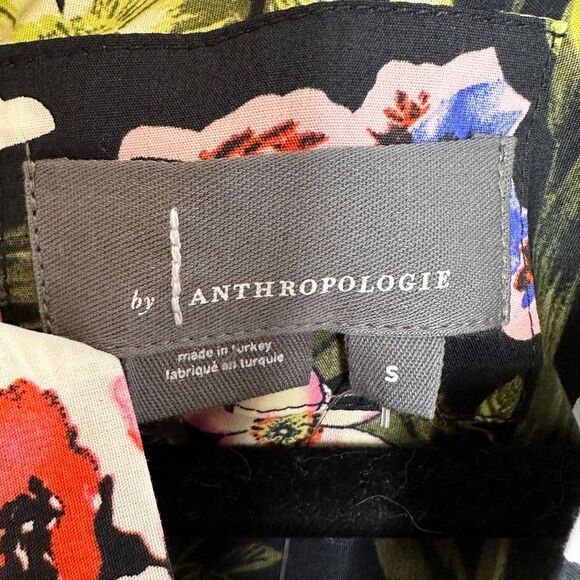 by ANTHROPOLOGIE
made in turkey
fabriqué en turquie
S